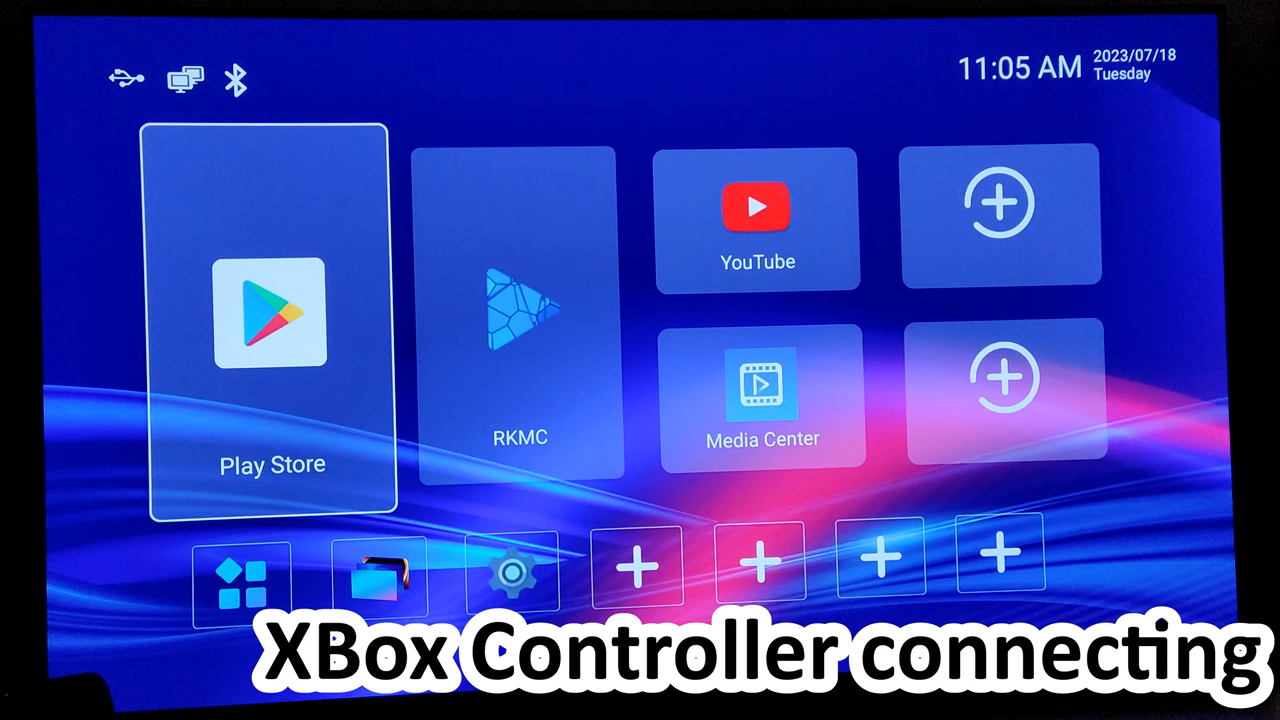 11:05 AM
2023/07/18
Tuesday
YouTube
RKMC
Media Center
Play Store
XBox Controller connecting